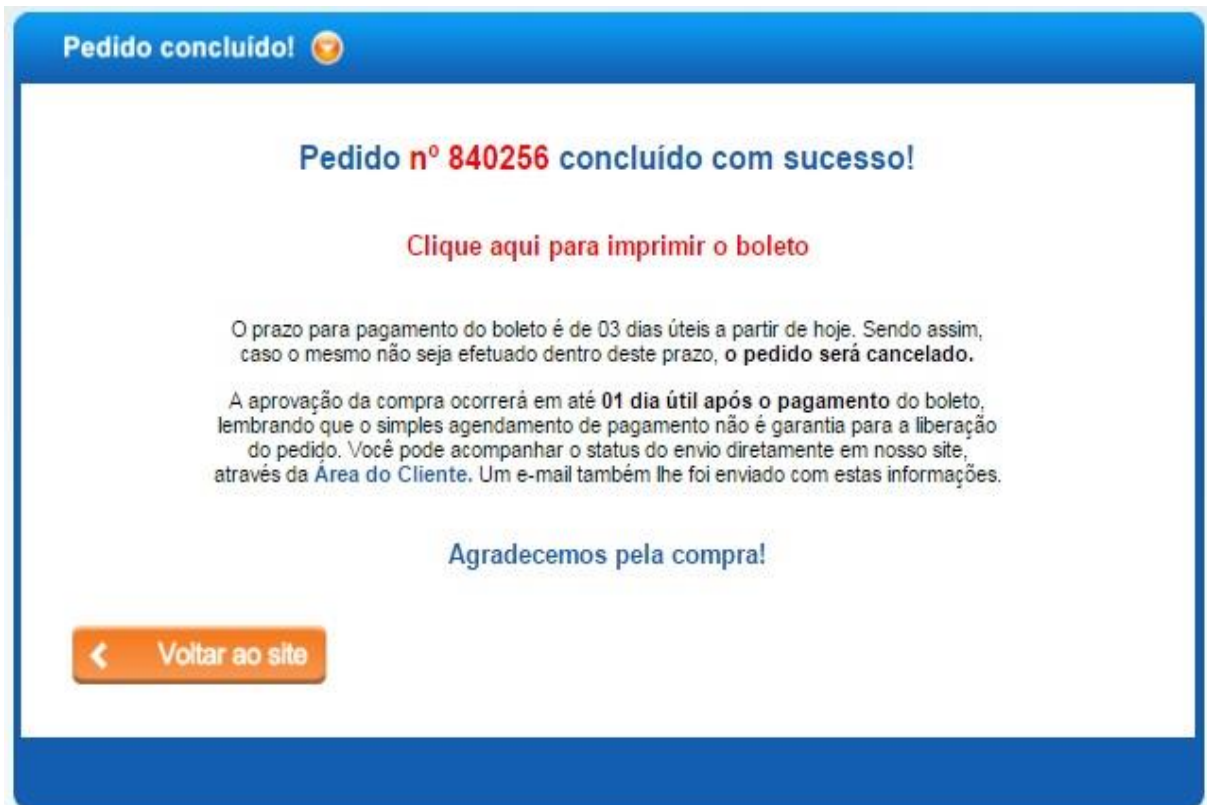 Pedido concluído!
Pedido nº 840256 concluído com sucesso!
Clique aqui para imprimir o boleto
O prazo para pagamento do boleto é de 03 dias úteis a partir de hoje. Sendo assim,
caso o mesmo não seja efetuado dentro deste prazo, o pedido será cancelado.
A aprovação da compra ocorrerá em até 01 dia útil após o pagamento do boleto,
lembrando que o simples agendamento de pagamento não é garantia para a liberação
do pedido. Você pode acompanhar o status do envio diretamente em nosso site,
através da Área do Cliente. Um e-mail também lhe foi enviado com estas informações.
Agradecemos pela compra!
Voltar ao site